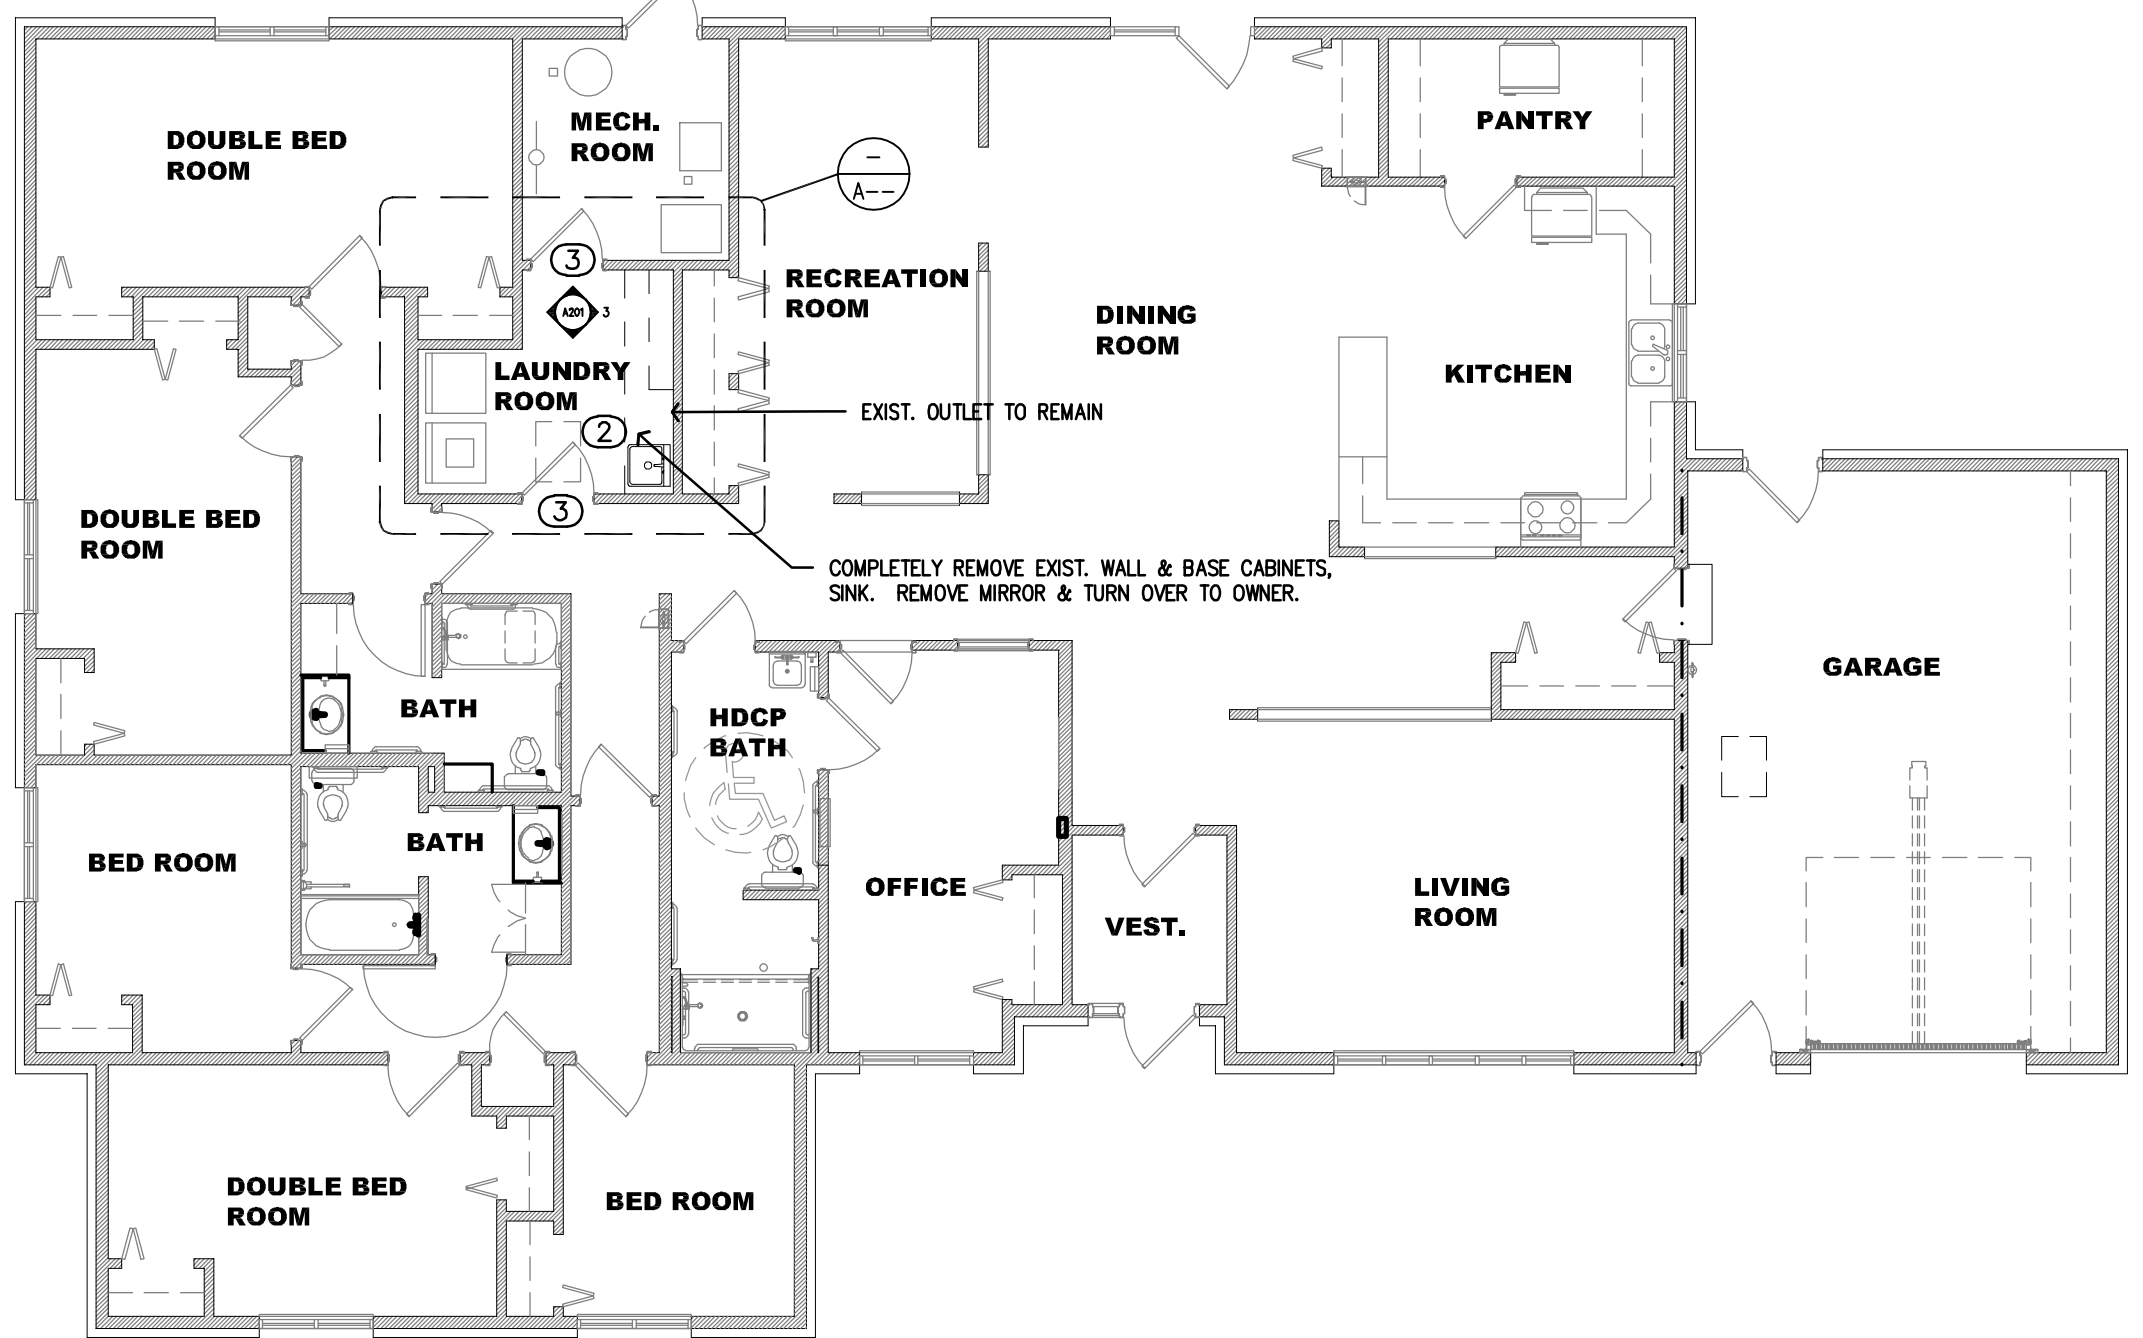 DOUBLE BED
ROOM
MECH.
ROOM
–
A--
PANTRY
3
A201
3
RECREATION
ROOM
DINING
ROOM
LAUNDRY
ROOM
KITCHEN
EXIST. OUTLET TO REMAIN
2
3
DOUBLE BED
ROOM
COMPLETELY REMOVE EXIST. WALL & BASE CABINETS,
SINK. REMOVE MIRROR & TURN OVER TO OWNER.
GARAGE
BATH
HDCP
BATH
BATH
BED ROOM
OFFICE
VEST.
LIVING
ROOM
DOUBLE BED
ROOM
BED ROOM